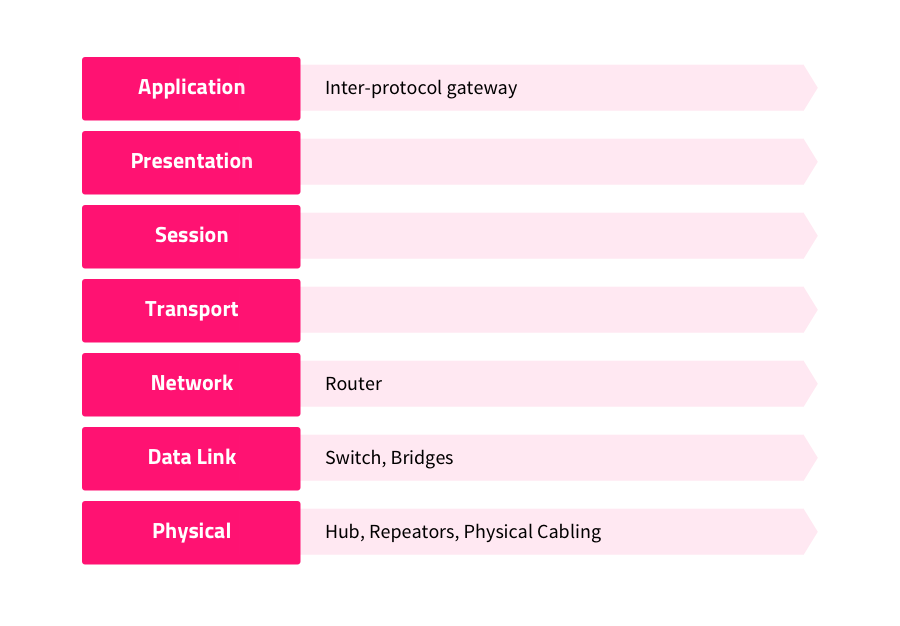 Application
Inter-protocol gateway
Presentation
Session
Transport
Network
Router
Data Link
Switch, Bridges
Physical
Hub, Repeators, Physical Cabling